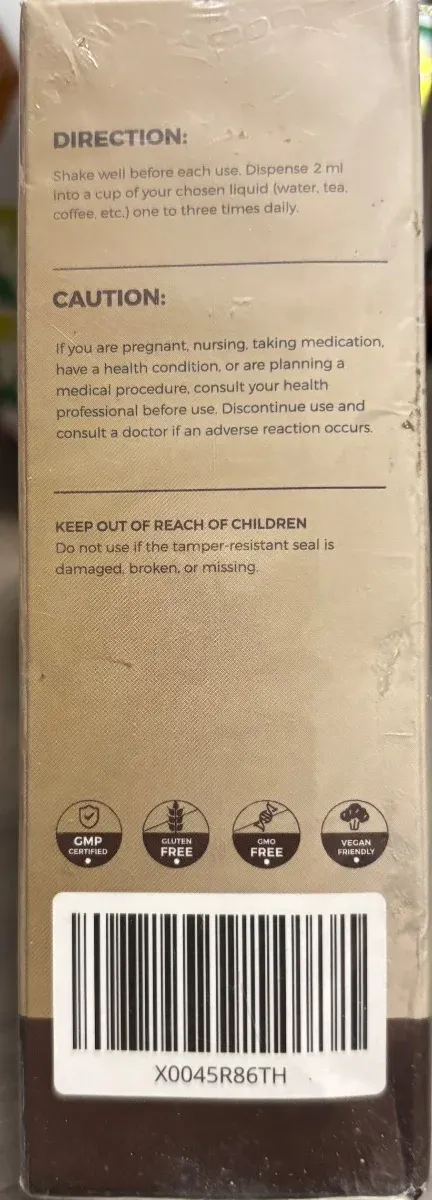 DIRECTION:
Shake well before each use. Dispense 2 ml
into a cup of your chosen liquid (water, tea,
coffee, etc.) one to three times daily.
CAUTION:
If you are pregnant, nursing, taking medication,
have a health condition, or are planning a
medical procedure, consult your health
professional before use. Discontinue use and
consult a doctor if an adverse reaction occurs.
KEEP OUT OF REACH OF CHILDREN
Do not use if the tamper-resistant seal is
damaged, broken, or missing.
GMP
CERTIFIED
GLUTEN
FREE
GMO
FREE
VEGAN
FRIENDLY
X0045R86TH